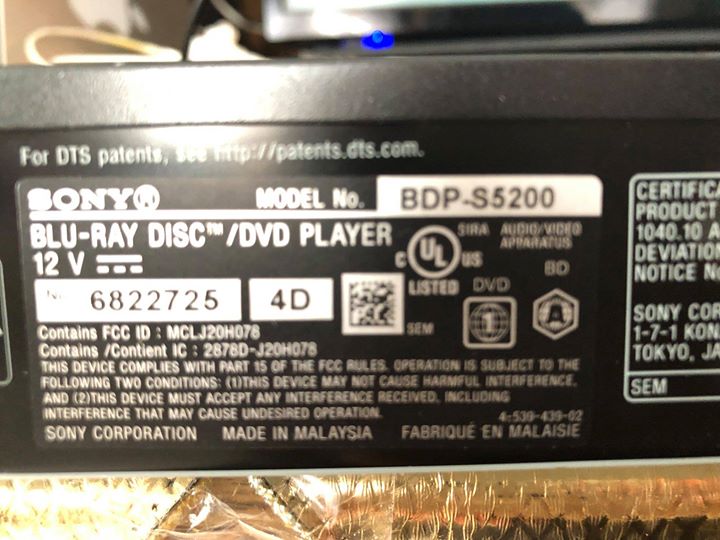 For DTS patents, see http://patents.dts.com.
SONY® MODEL No. BDP-S5200
BLU-RAY DISC™/DVD PLAYER
12 V
No. 6822725 4D
C UL US
LISTED
5IRA AUDIO/VIDEO
APPARATUS
SEM
DVD BD
1
A
Contains FCC ID : MCLJ20H078
Contains /Contient IC : 2878D-J20H078
THIS DEVICE COMPLIES WITH PART 15 OF THE FCC RULES. OPERATION IS SUBJECT TO THE
FOLLOWING TWO CONDITIONS: (1)THIS DEVICE MAY NOT CAUSE HARMFUL INTERFERENCE,
AND (2)THIS DEVICE MUST ACCEPT ANY INTERFERENCE RECEIVED, INCLUDING
INTERFERENCE THAT MAY CAUSE UNDESIRED OPERATION.
4-539-439-02
SONY CORPORATION MADE IN MALAYSIA FABRIQUÉ EN MALAISIE
CERTIFIC
PRODUCT
1040.10 A
DEVIATION
NOTICE N
SONY COR
1-7-1 KON
TOKYO, JA
SEM